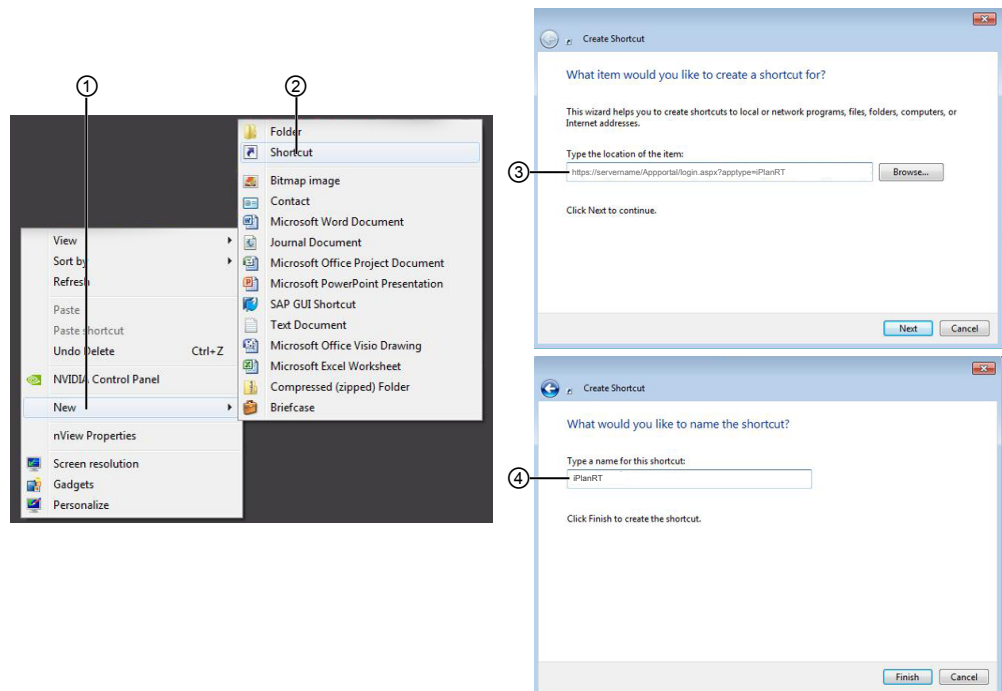 ①
②
Folder
Shortcut
Bitmap image
Contact
Microsoft Word Document
Journal Document
Microsoft Office Project Document
Microsoft PowerPoint Presentation
SAP GUI Shortcut
Text Document
Microsoft Office Visio Drawing
Microsoft Excel Worksheet
Compressed (zipped) Folder
Briefcase
View
Sort by
Refresh
Paste
Paste shortcut
Undo Delete Ctrl+Z
NVIDIA Control Panel
New
nView Properties
Screen resolution
Gadgets
Personalize
Create Shortcut
What item would you like to create a shortcut for?
This wizard helps you to create shortcuts to local or network programs, files, folders, computers, or
Internet addresses.
Type the location of the item:
③
https://servername/Appportal/login.aspx?apptype=iPlanRT
Browse...
Click Next to continue.
Next Cancel
Create Shortcut
What would you like to name the shortcut?
Type a name for this shortcut:
④
iPlanRT
Click Finish to create the shortcut.
Finish Cancel